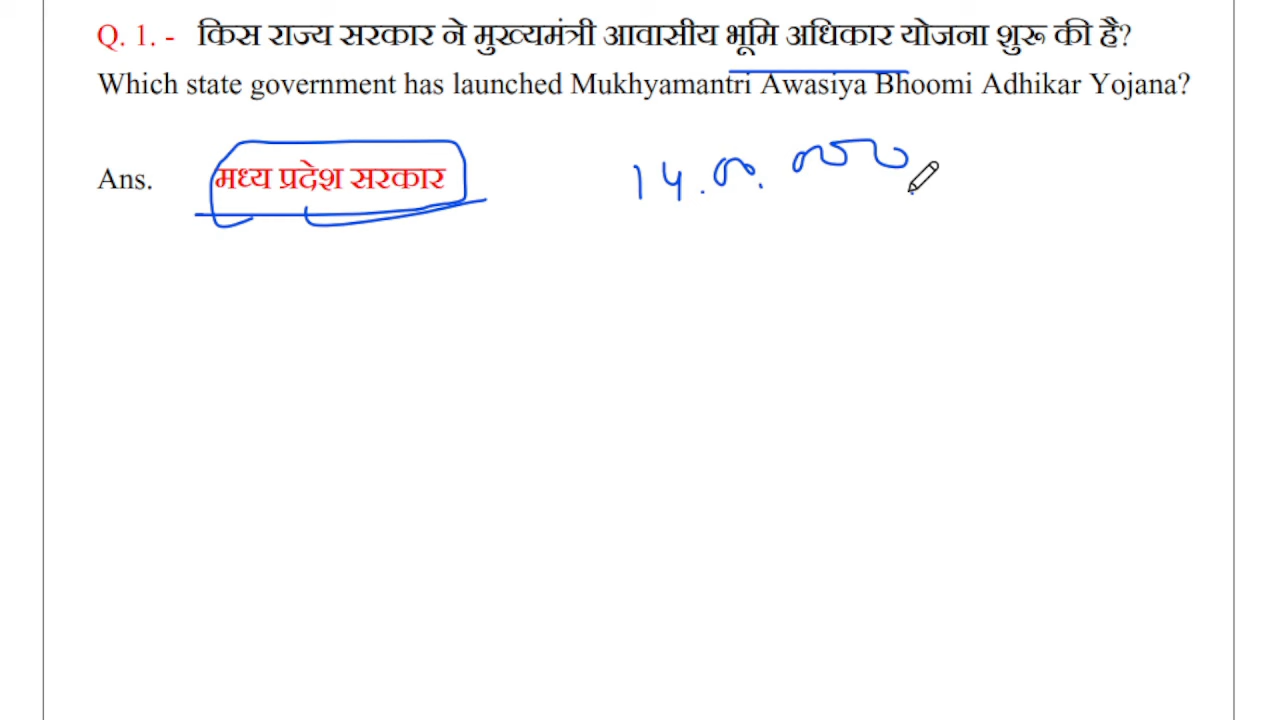 Q. 1. - किस राज्य सरकार ने मुख्यमंत्री आवासीय भूमि अधिकार योजना शुरू की है?
Which state government has launched Mukhyamantri Awasiya Bhoomi Adhikar Yojana?
Ans. मध्य प्रदेश सरकार 14.